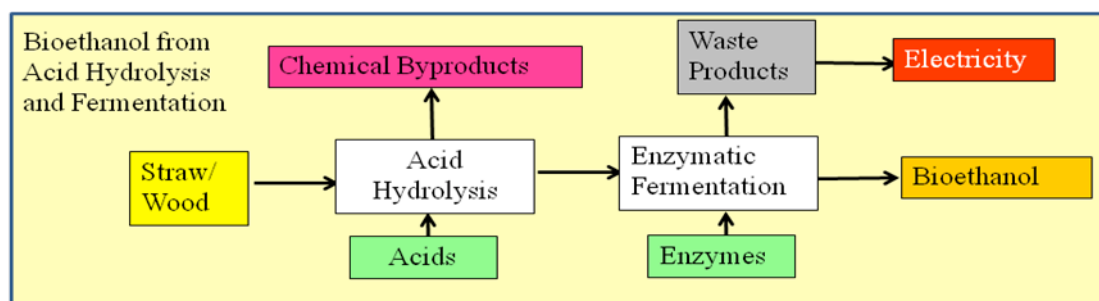 Bioethanol from
Acid Hydrolysis
and Fermentation
Chemical Byproducts
Waste
Products
Electricity
Straw/
Wood
Acid
Hydrolysis
Enzymatic
Fermentation
Bioethanol
Acids
Enzymes